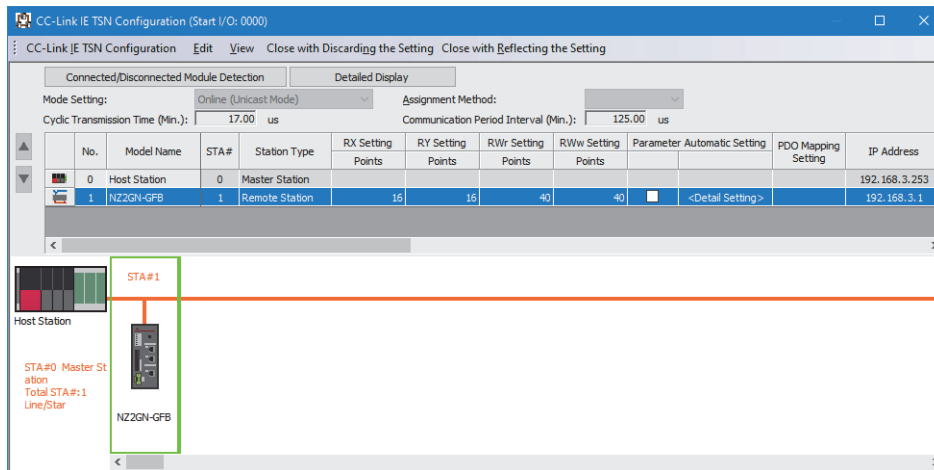 CC-Link IE TSN Configuration (Start I/O: 0000)
CC-Link IE TSN Configuration Edit View Close with Discarding the Setting Close with Reflecting the Setting
Connected/Disconnected Module Detection Detailed Display
Mode Setting: Online (Unicast Mode) Assignment Method:
Cyclic Transmission Time (Min.): 17.00 us Communication Period Interval (Min.): 125.00 us
No. Model Name STA# Station Type RX Setting RY Setting RWr Setting RWw Setting Parameter Automatic Setting PDO Mapping Setting IP Address
Points Points Points Points
0 Host Station 0 Master Station 192.168.3.253
1 NZ2GN-GFB 1 Remote Station 16 16 40 40 <Detail Setting> 192.168.3.1
STA#1
Host Station
STA#0 Master St
ation
Total STA#:1
Line/Star
NZ2GN-GFB